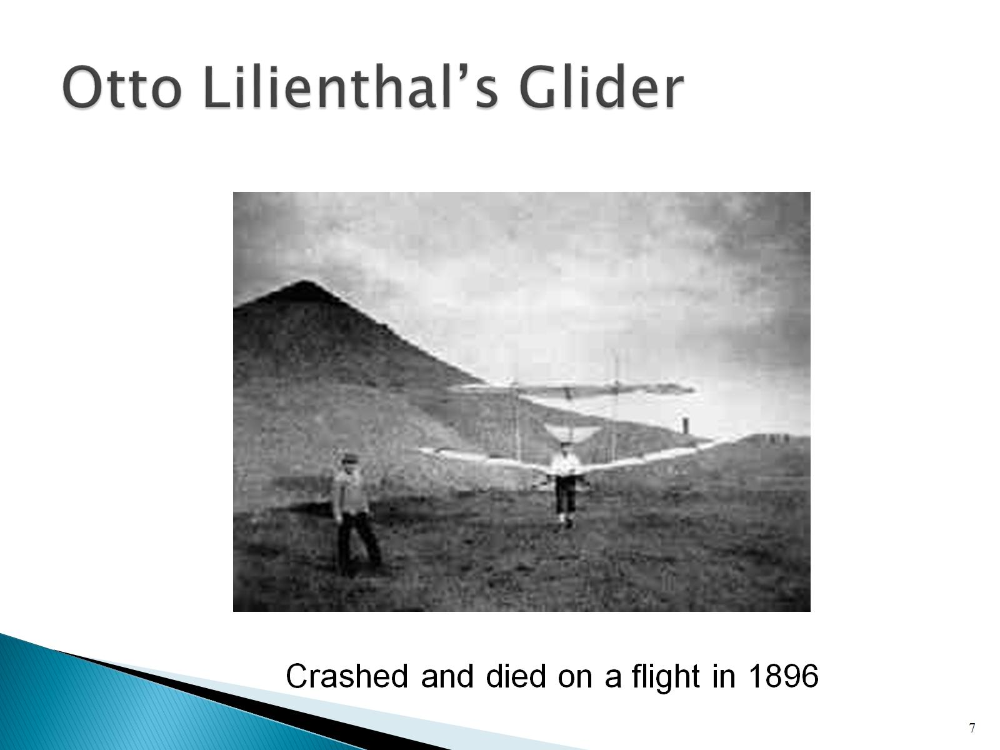 Otto Lilienthal’s Glider
Crashed and died on a flight in 1896
7